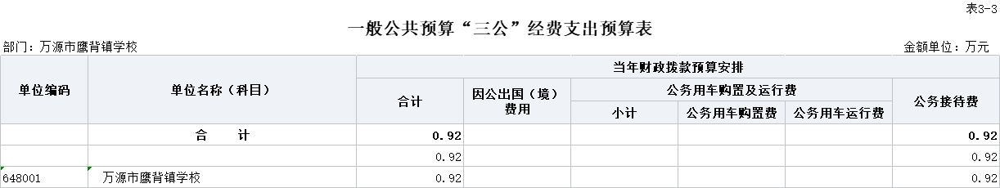 表3-3
一般公共预算“三公”经费支出预算表
部门：万源市鹰背镇学校 金额单位：万元
单位编码 单位名称（科目） 当年财政拨款预算安排
合计 因公出国（境）费用 公务用车购置及运行费 公务接待费
小计 公务用车购置费 公务用车运行费
合 计 0.92 0.92
0.92 0.92
648001 万源市鹰背镇学校 0.92 0.92